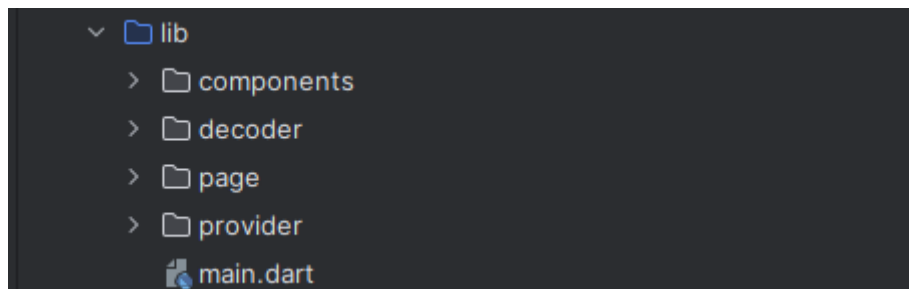 lib
components
decoder
page
provider
main.dart